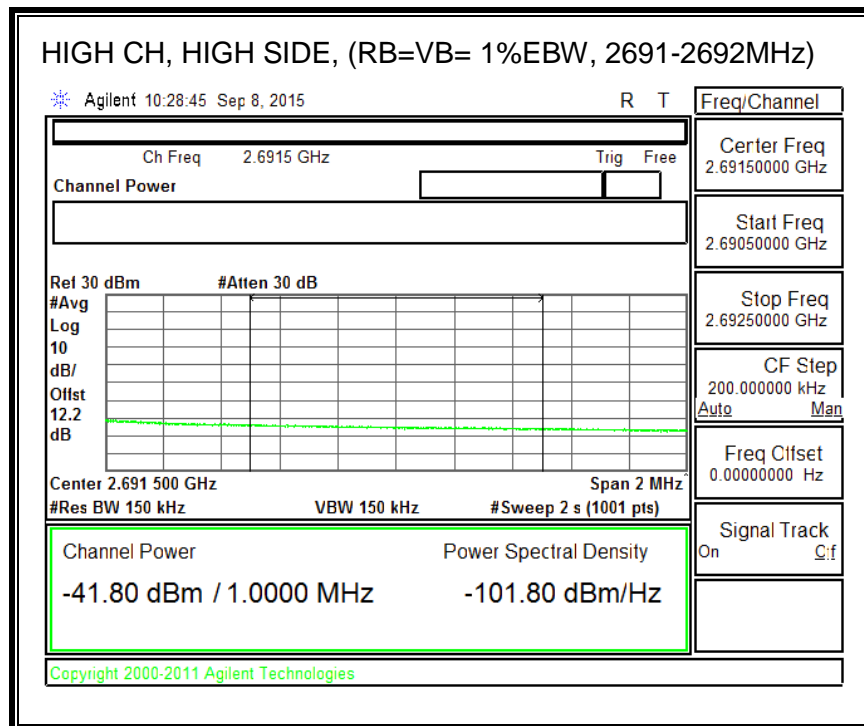 HIGH CH, HIGH SIDE, (RB=VB= 1%EBW, 2691-2692MHz)
Agilent 10:28:45 Sep 8, 2015 R T
Ch Freq 2.6915 GHz Trig Free
Channel Power
Ref 30 dBm #Atten 30 dB
#Avg
Log
10
dB/
Offst
12.2
dB
Center 2.691 500 GHz Span 2 MHz
#Res BW 150 kHz VBW 150 kHz #Sweep 2 s (1001 pts)
Channel Power Power Spectral Density
-41.80 dBm / 1.0000 MHz -101.80 dBm/Hz
Copyright 2000-2011 Agilent Technologies
Freq/Channel
Center Freq
2.69150000 GHz
Start Freq
2.69050000 GHz
Stop Freq
2.69250000 GHz
CF Step
200.000000 kHz
Auto Man
Freq Offset
0.00000000 Hz
Signal Track
On Off